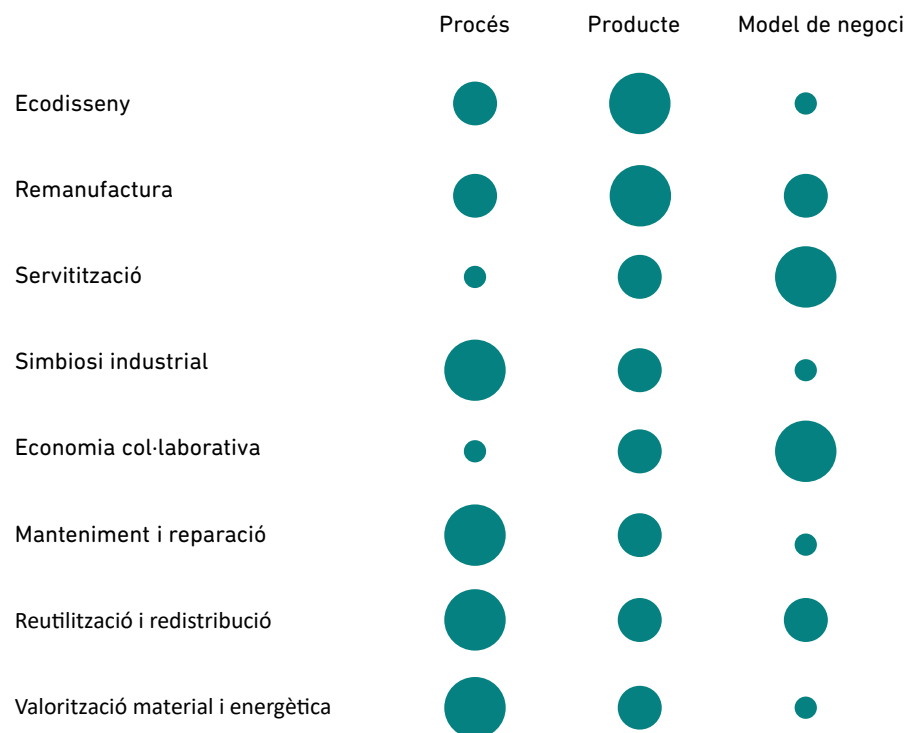 Procés Producte Model de negoci
Ecodisseny
Remanufactura
Servitització
Simbiosi industrial
Economia col·laborativa
Manteniment i reparació
Reutilització i redistribució
Valorització material i energètica